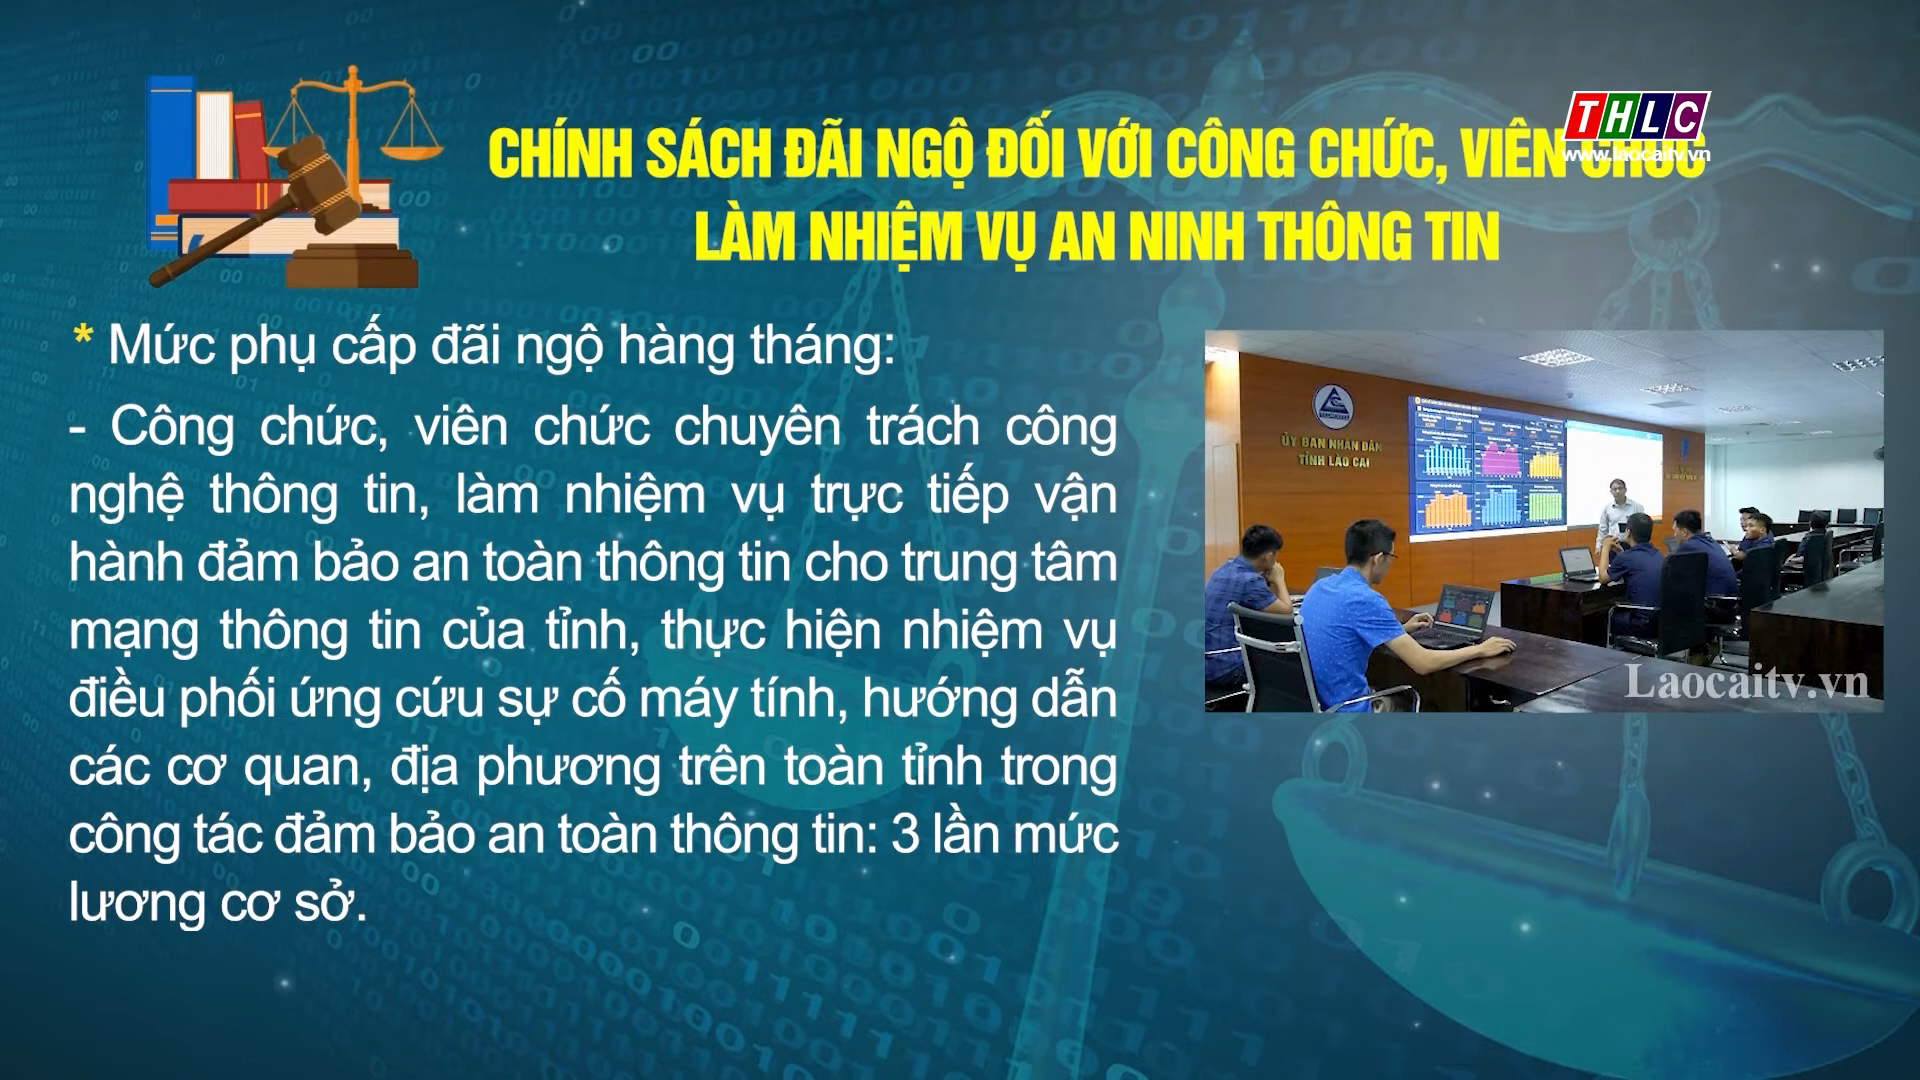 THLC
www.laocaitv.vn
CHÍNH SÁCH ĐÃI NGỘ ĐỐI VỚI CÔNG CHỨC, VIÊN CHỨC
LÀM NHIỆM VỤ AN NINH THÔNG TIN
* Mức phụ cấp đãi ngộ hàng tháng:
- Công chức, viên chức chuyên trách công
nghệ thông tin, làm nhiệm vụ trực tiếp vận
hành đảm bảo an toàn thông tin cho trung tâm
mạng thông tin của tỉnh, thực hiện nhiệm vụ
điều phối ứng cứu sự cố máy tính, hướng dẫn
các cơ quan, địa phương trên toàn tỉnh trong
công tác đảm bảo an toàn thông tin: 3 lần mức
lương cơ sở.
ỦY BAN NHÂN DÂN
TỈNH LÀO CAI
Laocaitv.vn